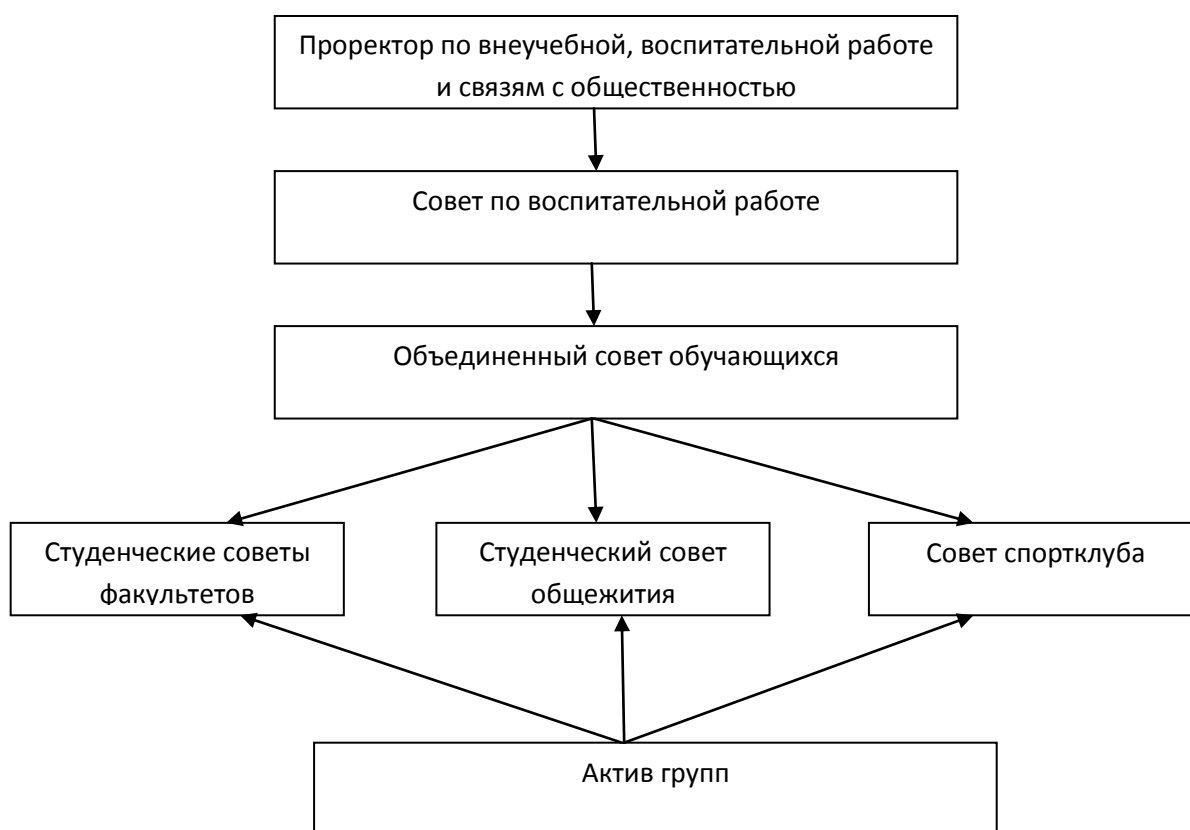 Проректор по внеучебной, воспитательной работе
и связям с общественностью
Совет по воспитательной работе
Объединенный совет обучающихся
Студенческие советы
факультетов
Студенческий совет
общежития
Совет спортклуба
Актив групп